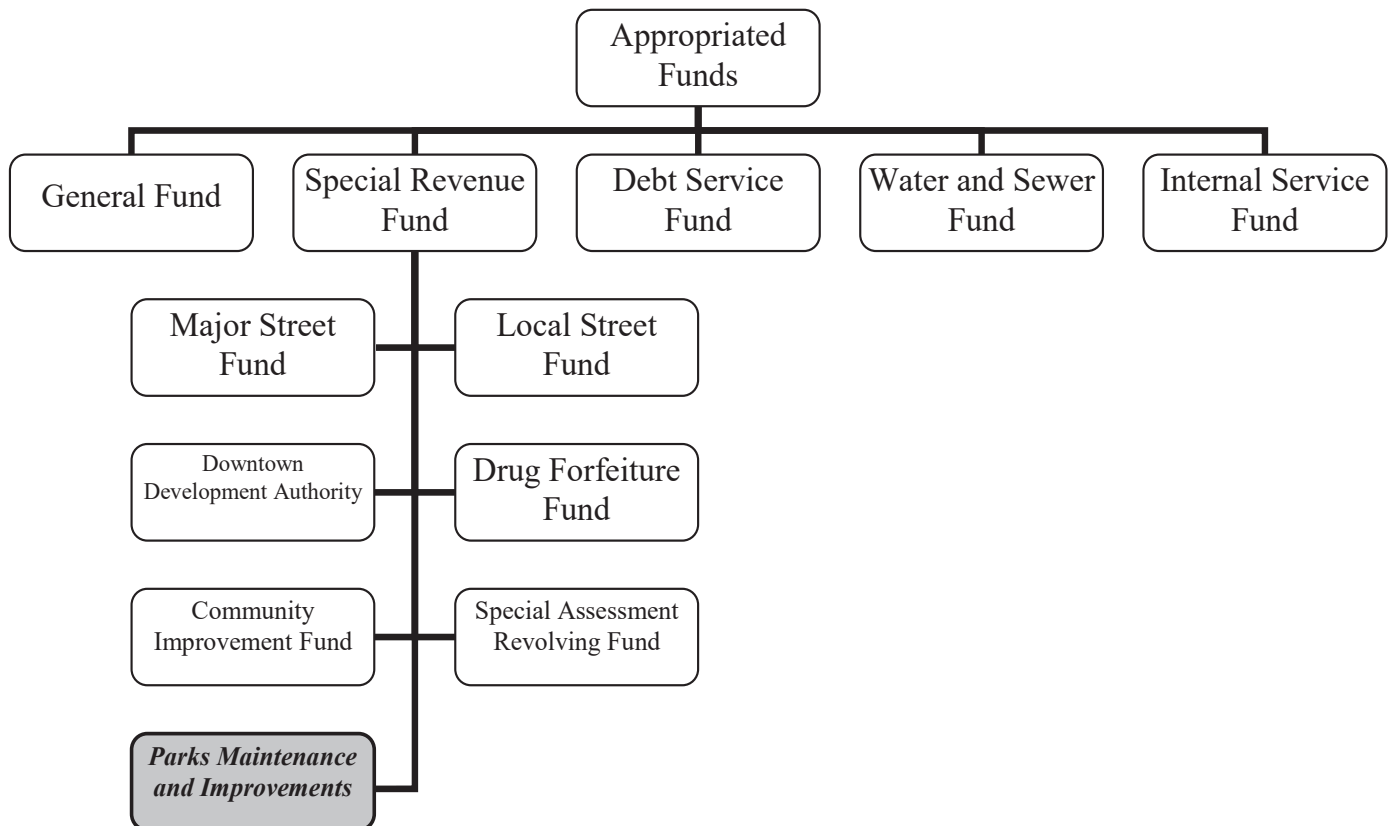 Appropriated
Funds
General Fund
Special Revenue
Fund
Debt Service
Fund
Water and Sewer
Fund
Internal Service
Fund
Major Street
Fund
Local Street
Fund
Downtown
Development Authority
Drug Forfeiture
Fund
Community
Improvement Fund
Special Assessment
Revolving Fund
Parks Maintenance
and Improvements